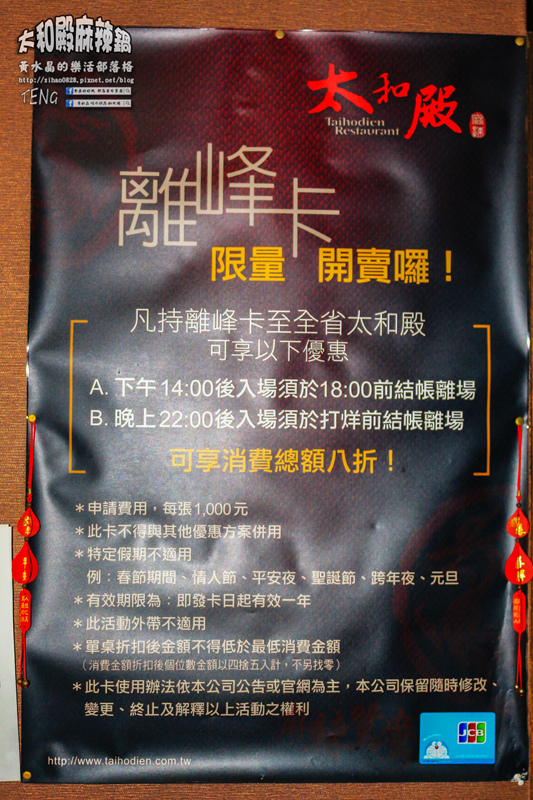 太和殿麻辣鍋
黃水晶的樂活部落格
http://xihao0828.pixnet.net/blog
TENG
太和殿
Taihodien
Restaurant
麻辣
離峰卡
限量 開賣囉！
凡持離峰卡至全省太和殿
可享以下優惠
A. 下午14:00後入場須於18:00前結帳離場
B. 晚上22:00後入場須於打烊前結帳離場
可享消費總額八折！
＊申請費用，每張1,000元
＊此卡不得與其他優惠方案併用
＊特定假期不適用
例：春節期間、情人節、平安夜、聖誕節、跨年夜、元旦
＊有效期限為：即發卡日起有效一年
＊此活動外帶不適用
＊單桌折扣後金額不得低於最低消費金額
（消費金額折扣後個位數金額以四捨五入計，不另找零）
＊此卡使用辦法依本公司公告或官網為主，本公司保留隨時修改、
變更、終止及解釋以上活動之權利
JCB
http://www.taihodien.com.tw